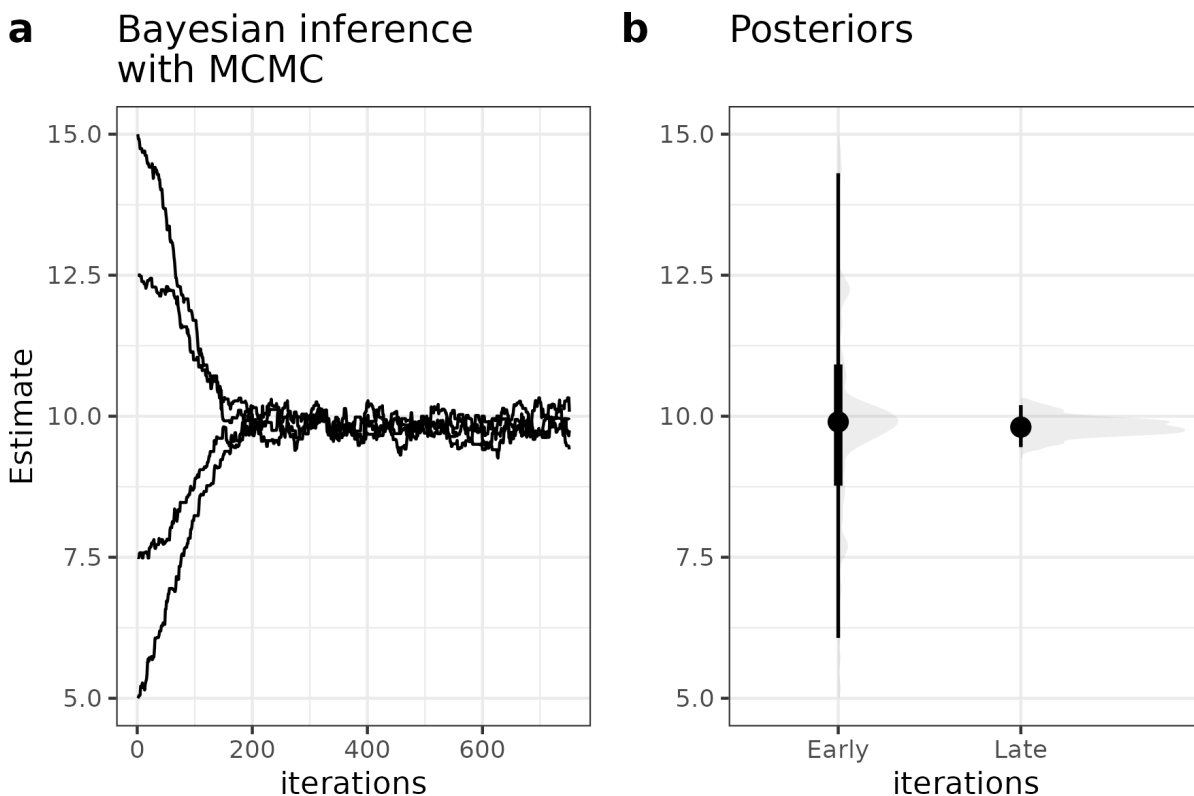 a
Bayesian inference
with MCMC
Estimate
15.0
12.5
10.0
7.5
5.0
0 200 400 600
iterations
b
Posteriors
15.0
12.5
10.0
7.5
5.0
Early Late
iterations